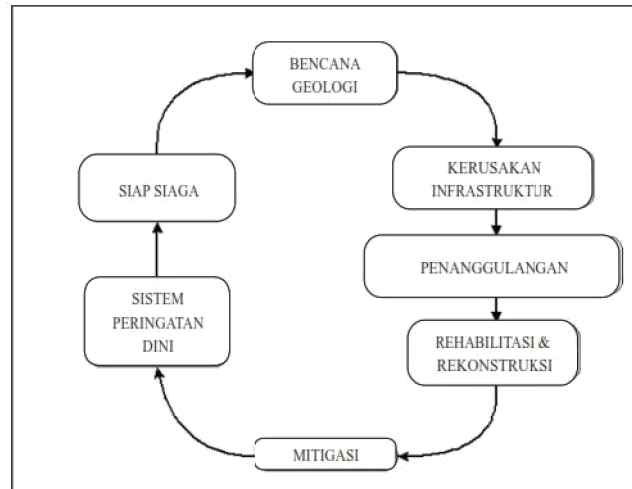 BENCANA
GEOLOGI
KERUSAKAN
INFRASTRUKTUR
PENANGGULANGAN
REHABILITASI &
REKONSTRUKSI
MITIGASI
SISTEM
PERINGATAN
DINI
SIAP SIAGA